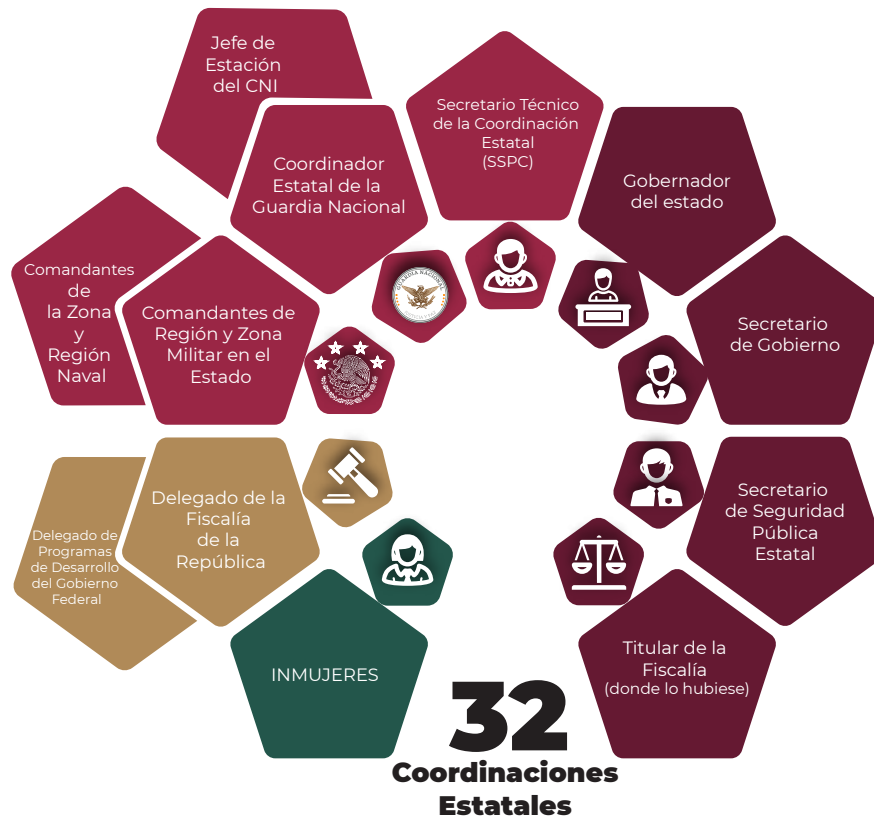 Jefe de
Estación
del CNI
Secretario Técnico
de la Coordinación
Estatal
(SSPC)
Coordinador
Estatal de la
Guardia Nacional
Gobernador
del estado
Comandantes
de
la Zona
y
Región
Naval
Comandantes de
Región y Zona
Militar en el
Estado
GUARDIA NACIONAL
Secretario
de Gobierno
Delegado de
Programas
de Desarrollo
del Gobierno
Federal
Delegado de la
Fiscalía
de la
República
Secretario
de Seguridad
Pública
Estatal
INMUJERES
Titular de la
Fiscalía
(donde lo hubiese)
32
Coordinaciones
Estatales